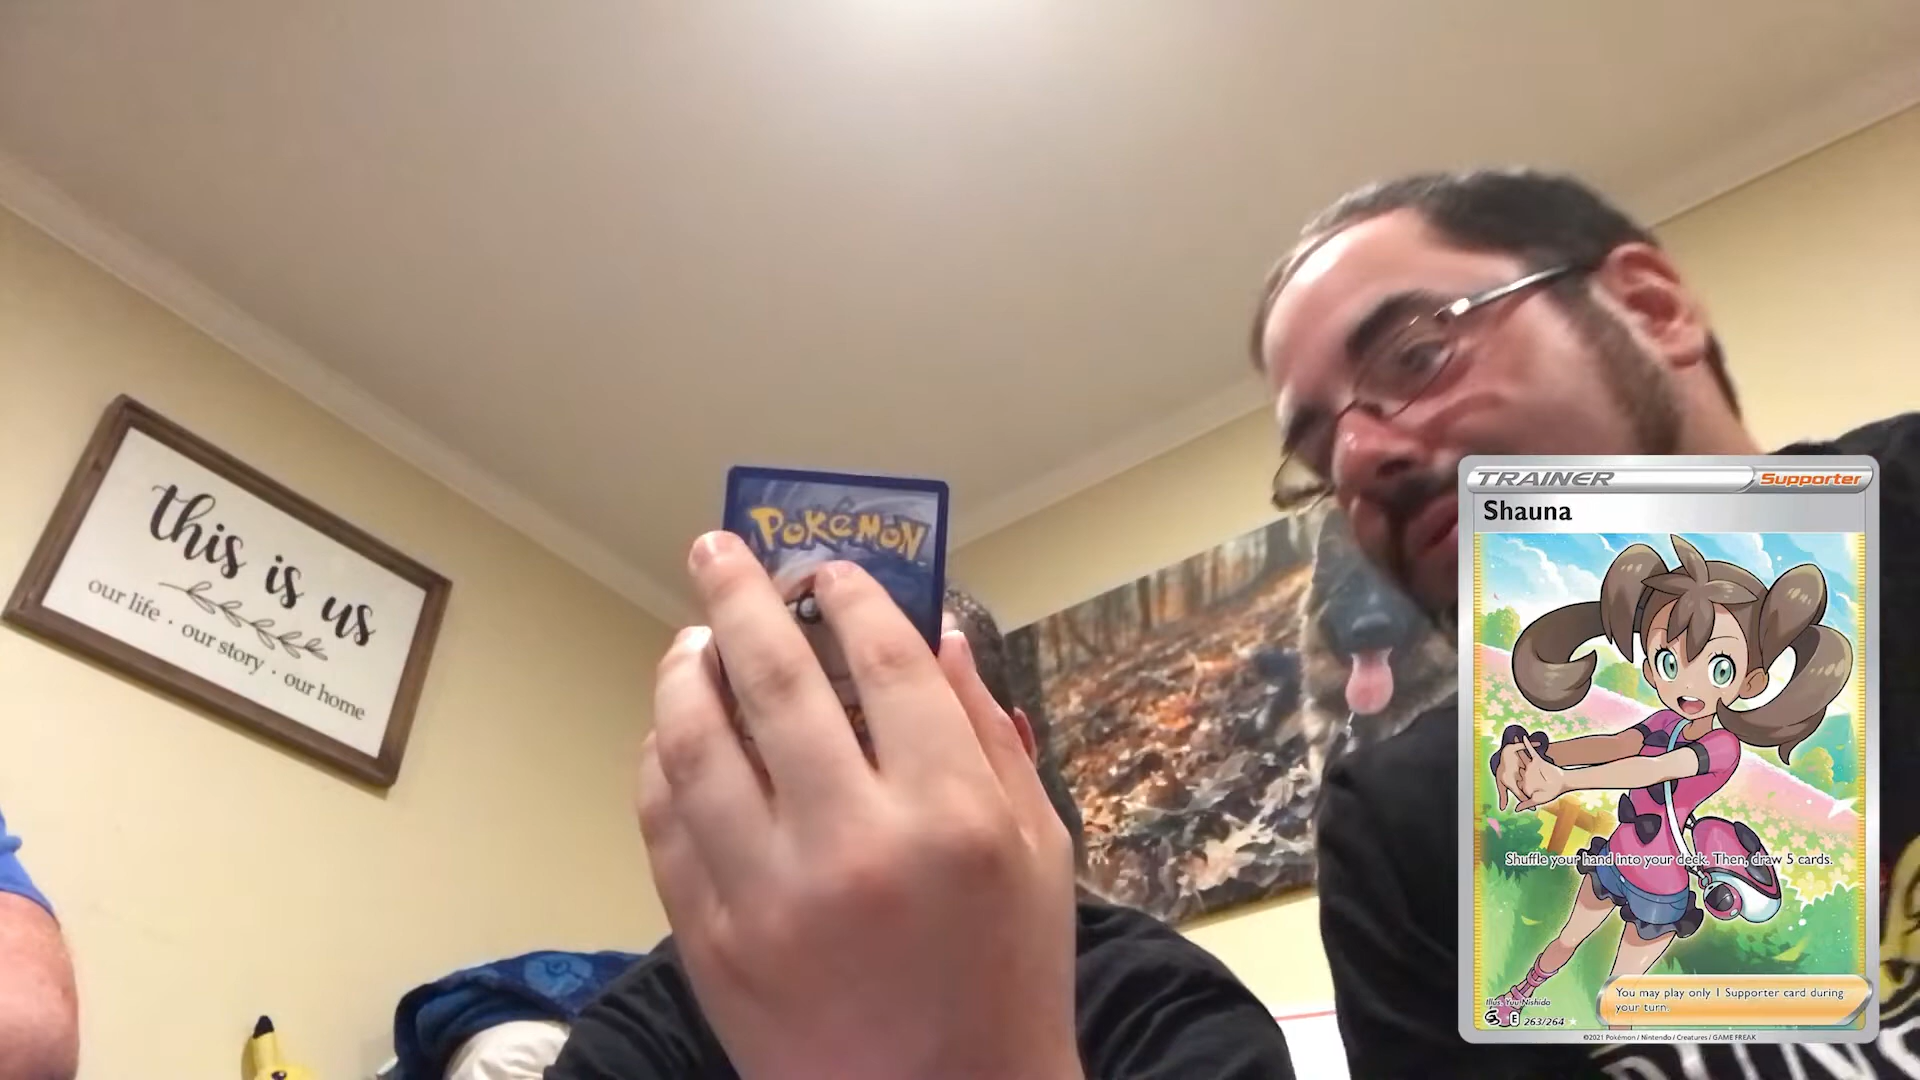 this is us
our life · our story · our home
POKéMON
TRAINER
Supporter
Shauna
Shuffle your hand into your deck. Then, draw 5 cards.
You may play only 1 Supporter card during
your turn.
Illus. Yuu Nishida
E 263/264
©2021 Pokémon / Nintendo / Creatures / GAME FREAK